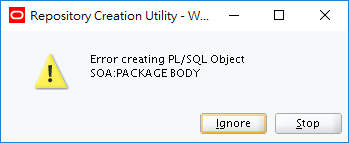 Repository Creation Utility - W...
Error creating PL/SQL Object
SOA:PACKAGE BODY
Ignore
Stop